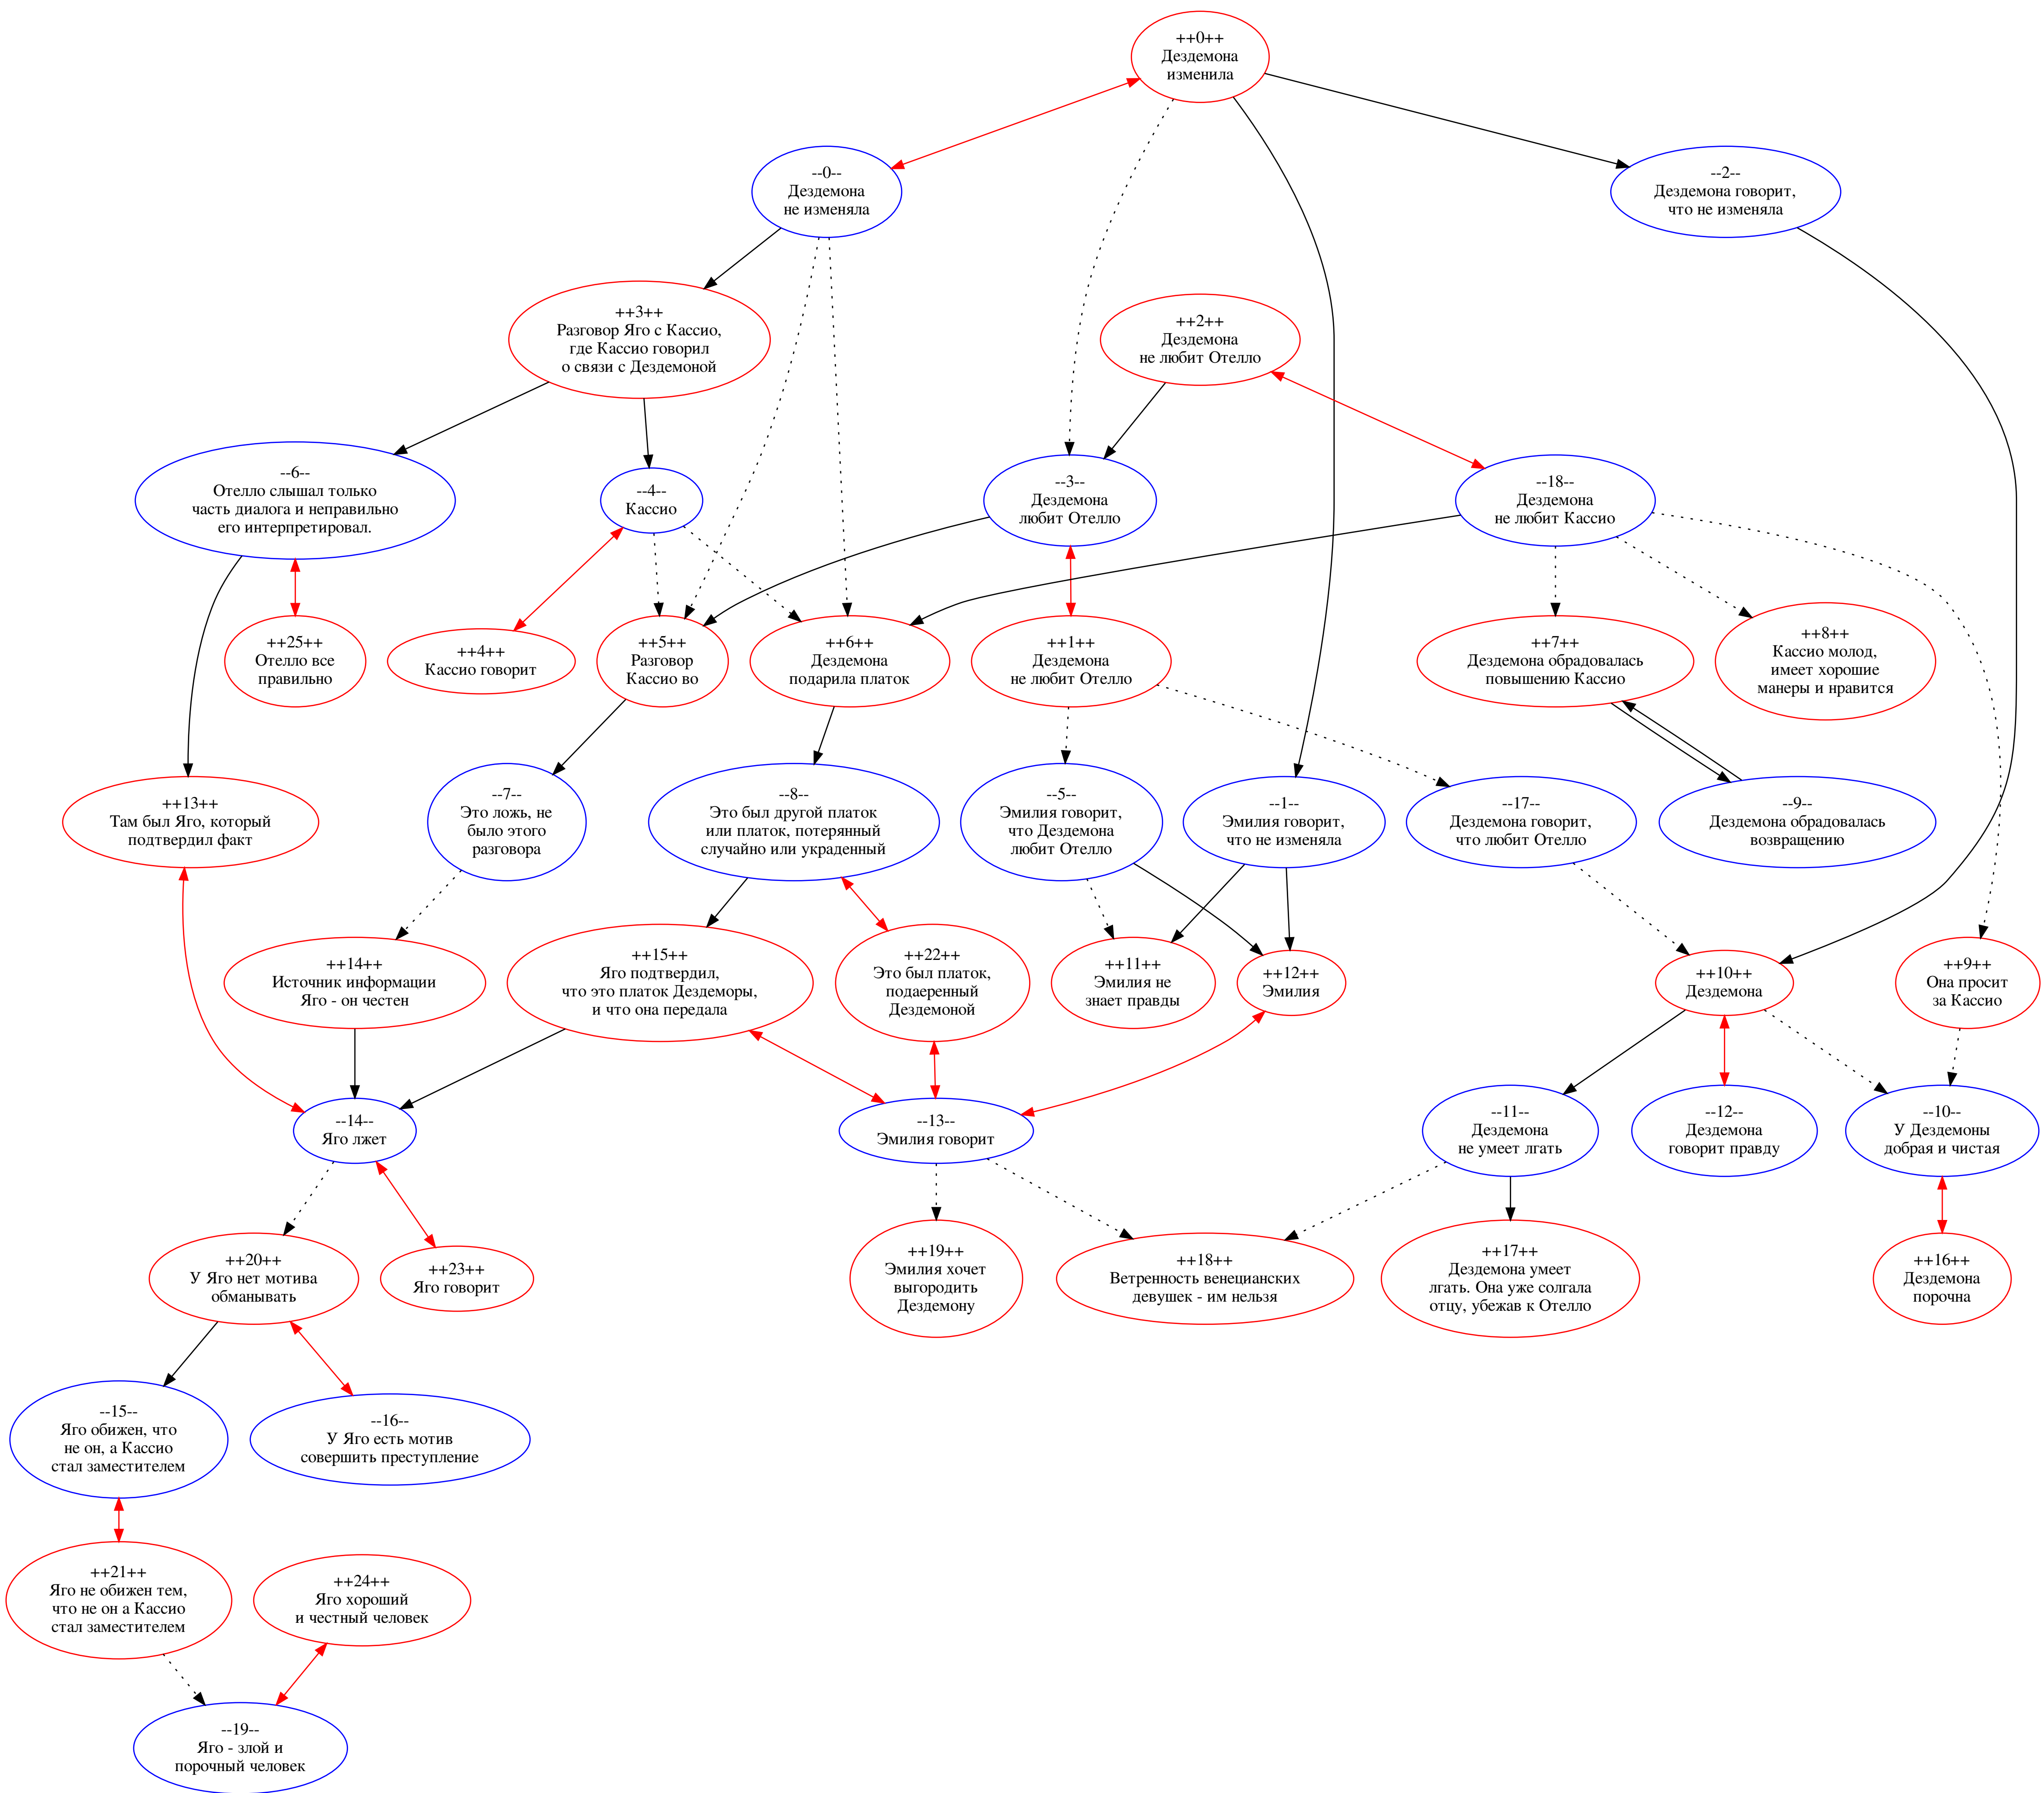 ++0++
Дездемона
изменила
--0--
Дездемона
не изменяла
--2--
Дездемона говорит,
что не изменяла
++3++
Разговор Яго с Кассио,
где Кассио говорил
о связи с Дездемоной
++2++
Дездемона
не любит Отелло
--6--
Отелло слышал только
часть диалога и неправильно
его интерпретировал.
--4--
Кассио
--3--
Дездемона
любит Отелло
--18--
Дездемона
не любит Кассио
++25++
Отелло все
правильно
++4++
Кассио говорит
++5++
Разговор
Кассио во
++6++
Дездемона
подарила платок
++1++
Дездемона
не любит Отелло
++7++
Дездемона обрадовалась
повышению Кассио
++8++
Кассио молод,
имеет хорошие
манеры и нравится
++13++
Там был Яго, который
подтвердил факт
--7--
Это ложь, не
было этого
разговора
--8--
Это был другой платок
или платок, потерянный
случайно или украденный
--5--
Эмилия говорит,
что Дездемона
любит Отелло
--1--
Эмилия говорит,
что не изменяла
--17--
Дездемона говорит,
что любит Отелло
--9--
Дездемона обрадовалась
возвращению
++14++
Источник информации
Яго - он честен
++15++
Яго подтвердил,
что это платок Дездеморы,
и что она передала
++22++
Это был платок,
подаеренный
Дездемоной
++11++
Эмилия не
знает правды
++12++
Эмилия
++10++
Дездемона
++9++
Она просит
за Кассио
--14--
Яго лжет
--13--
Эмилия говорит
--11--
Дездемона
не умеет лгать
--12--
Дездемона
говорит правду
--10--
У Дездемоны
добрая и чистая
++20++
У Яго нет мотива
обманывать
++23++
Яго говорит
++19++
Эмилия хочет
выгородить
Дездемону
++18++
Ветренность венецианских
девушек - им нельзя
++17++
Дездемона умеет
лгать. Она уже солгала
отцу, убежав к Отелло
++16++
Дездемона
порочна
--15--
Яго обижен, что
не он, а Кассио
стал заместителем
--16--
У Яго есть мотив
совершить преступление
++21++
Яго не обижен тем,
что не он а Кассио
стал заместителем
++24++
Яго хороший
и честный человек
--19--
Яго - злой и
порочный человек